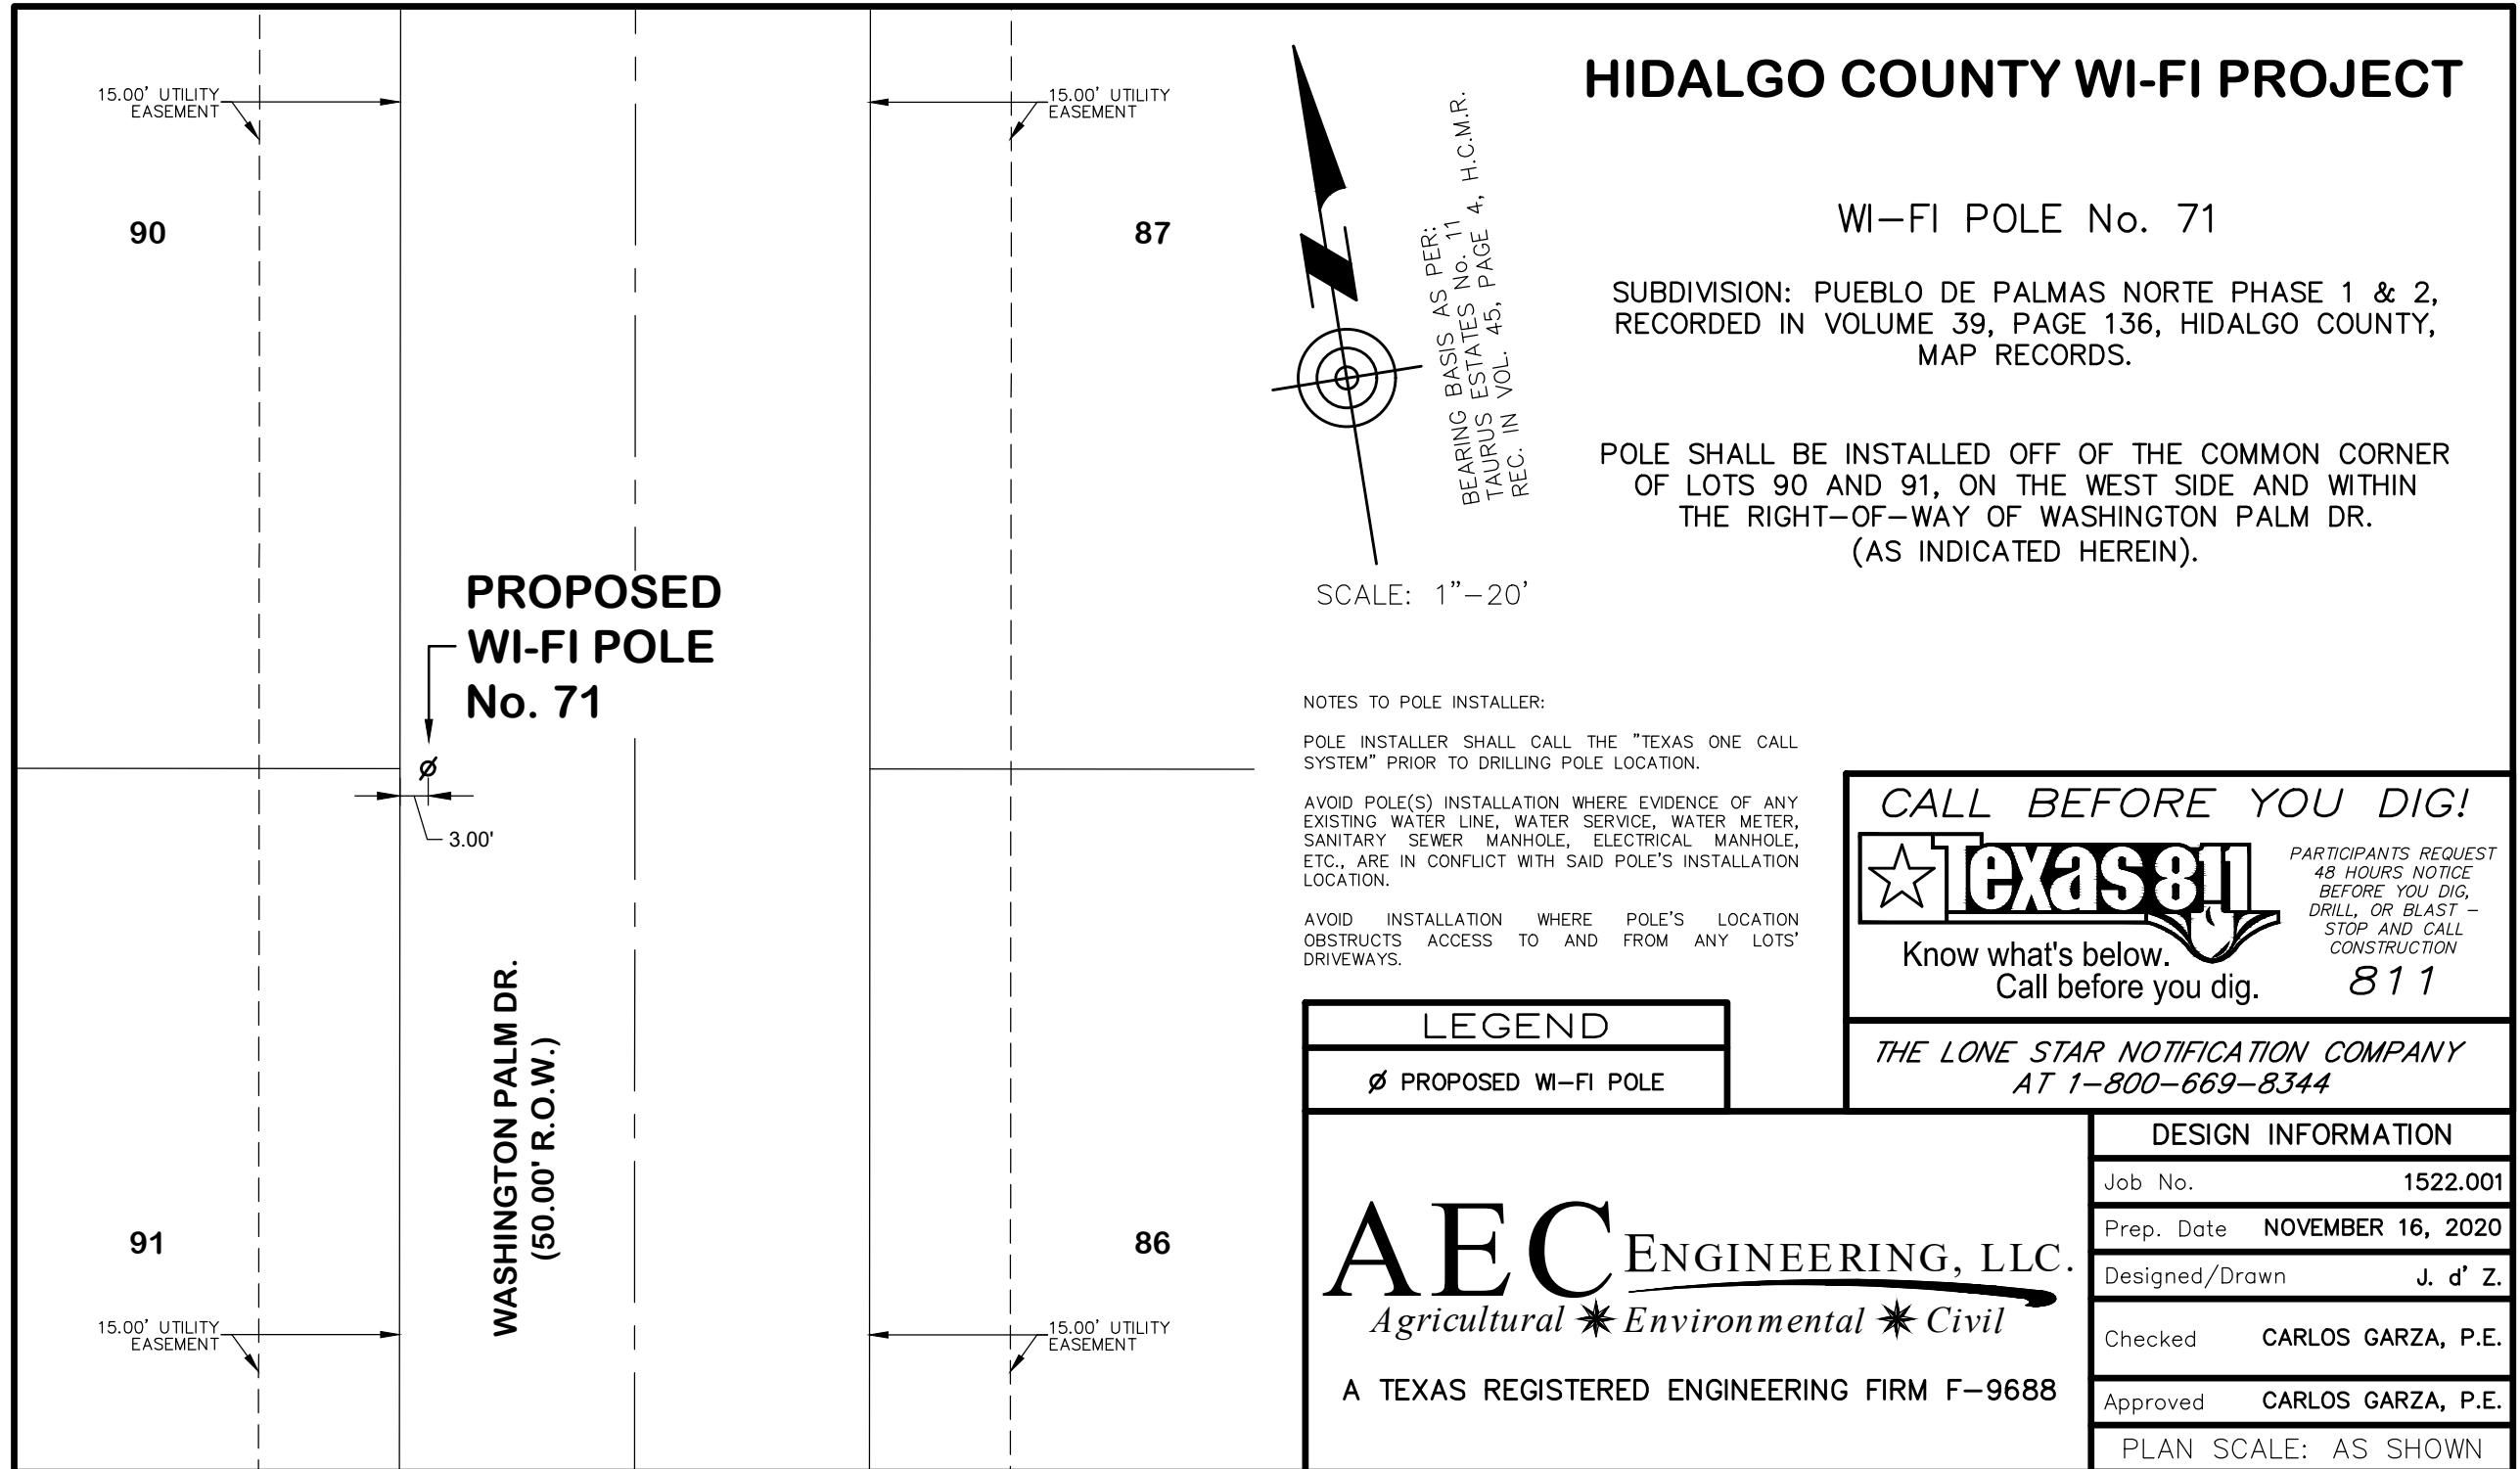 HIDALGO COUNTY WI-FI PROJECT
WI-FI POLE No. 71
SUBDIVISION: PUEBLO DE PALMAS NORTE PHASE 1 & 2,
RECORDED IN VOLUME 39, PAGE 136, HIDALGO COUNTY,
MAP RECORDS.
POLE SHALL BE INSTALLED OFF OF THE COMMON CORNER
OF LOTS 90 AND 91, ON THE WEST SIDE AND WITHIN
THE RIGHT-OF-WAY OF WASHINGTON PALM DR.
(AS INDICATED HEREIN).
15.00' UTILITY
EASEMENT
15.00' UTILITY
EASEMENT
90
87
PROPOSED
WI-FI POLE
No. 71
3.00'
WASHINGTON PALM DR.
(50.00' R.O.W.)
91
86
15.00' UTILITY
EASEMENT
15.00' UTILITY
EASEMENT
BEARING BASIS AS PER:
TAURUS ESTATES No. 11
REC. IN VOL. 45, PAGE 4, H.C.M.R.
SCALE: 1"-20'
NOTES TO POLE INSTALLER:
POLE INSTALLER SHALL CALL THE "TEXAS ONE CALL
SYSTEM" PRIOR TO DRILLING POLE LOCATION.
AVOID POLE(S) INSTALLATION WHERE EVIDENCE OF ANY
EXISTING WATER LINE, WATER SERVICE, WATER METER,
SANITARY SEWER MANHOLE, ELECTRICAL MANHOLE,
ETC., ARE IN CONFLICT WITH SAID POLE'S INSTALLATION
LOCATION.
AVOID INSTALLATION WHERE POLE'S LOCATION
OBSTRUCTS ACCESS TO AND FROM ANY LOTS'
DRIVEWAYS.
LEGEND
Ø PROPOSED WI-FI POLE
CALL BEFORE YOU DIG!
Texas811
Know what's below.
Call before you dig.
PARTICIPANTS REQUEST
48 HOURS NOTICE
BEFORE YOU DIG,
DRILL, OR BLAST -
STOP AND CALL
CONSTRUCTION
811
THE LONE STAR NOTIFICATION COMPANY
AT 1-800-669-8344
AEC ENGINEERING, LLC.
Agricultural Environmental Civil
A TEXAS REGISTERED ENGINEERING FIRM F-9688
DESIGN INFORMATION
Job No. 1522.001
Prep. Date NOVEMBER 16, 2020
Designed/Drawn J. d' Z.
Checked CARLOS GARZA, P.E.
Approved CARLOS GARZA, P.E.
PLAN SCALE: AS SHOWN